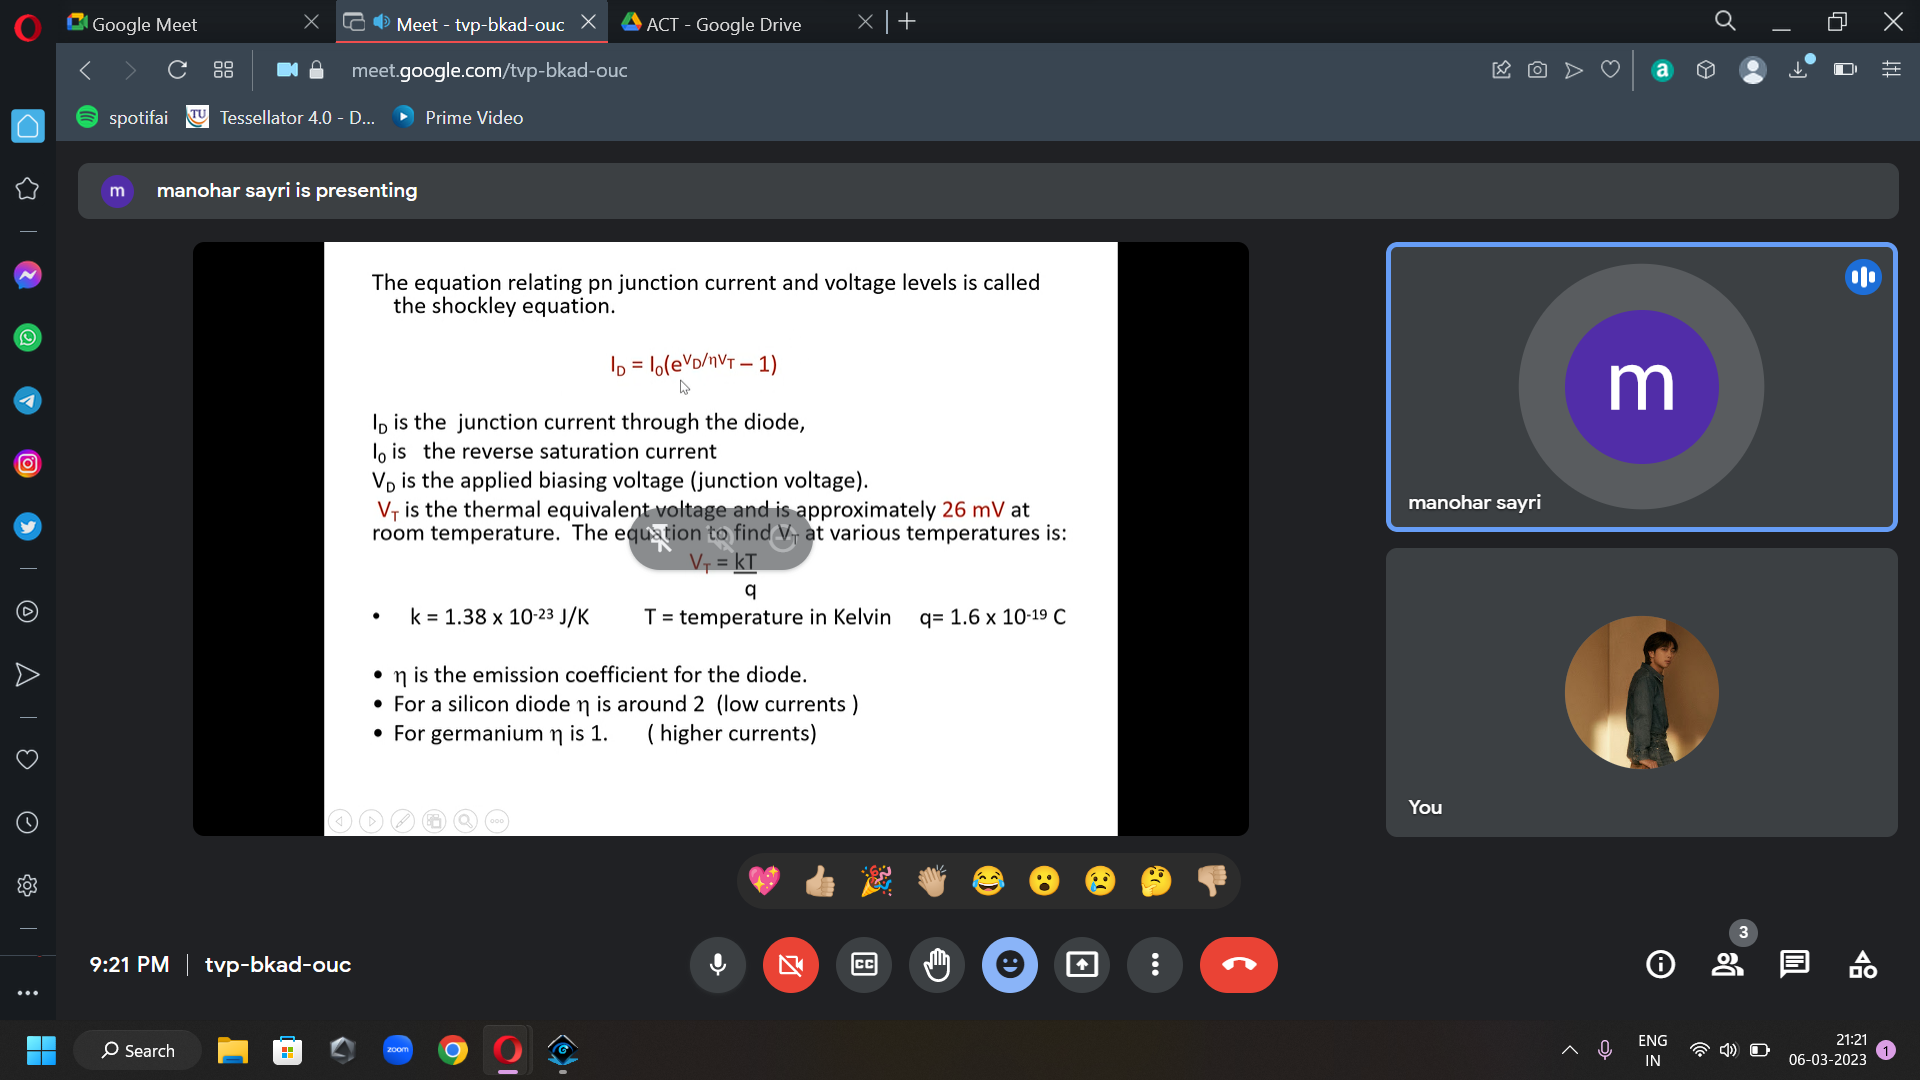 Google Meet
Meet - tvp-bkad-ouc
ACT - Google Drive
meet.google.com/tvp-bkad-ouc
a
spotifai
TU
Tessellator 4.0 - D...
Prime Video
m
manohar sayri is presenting
The equation relating pn junction current and voltage levels is called
the shockley equation.
I_D = I_0(e^{V_D/ηV_T} – 1)
I_D is the junction current through the diode,
I_0 is the reverse saturation current
V_D is the applied biasing voltage (junction voltage).
V_T is the thermal equivalent voltage and is approximately 26 mV at
room temperature. The equation to find V_T at various temperatures is:
V_T = kT
q
• k = 1.38 x 10^-23 J/K T = temperature in Kelvin q= 1.6 x 10^-19 C
• η is the emission coefficient for the diode.
• For a silicon diode η is around 2 (low currents )
• For germanium η is 1. ( higher currents)
m
manohar sayri
You
9:21 PM | tvp-bkad-ouc
CC
3
Search
zoom
ENG
IN
21:21
06-03-2023
1